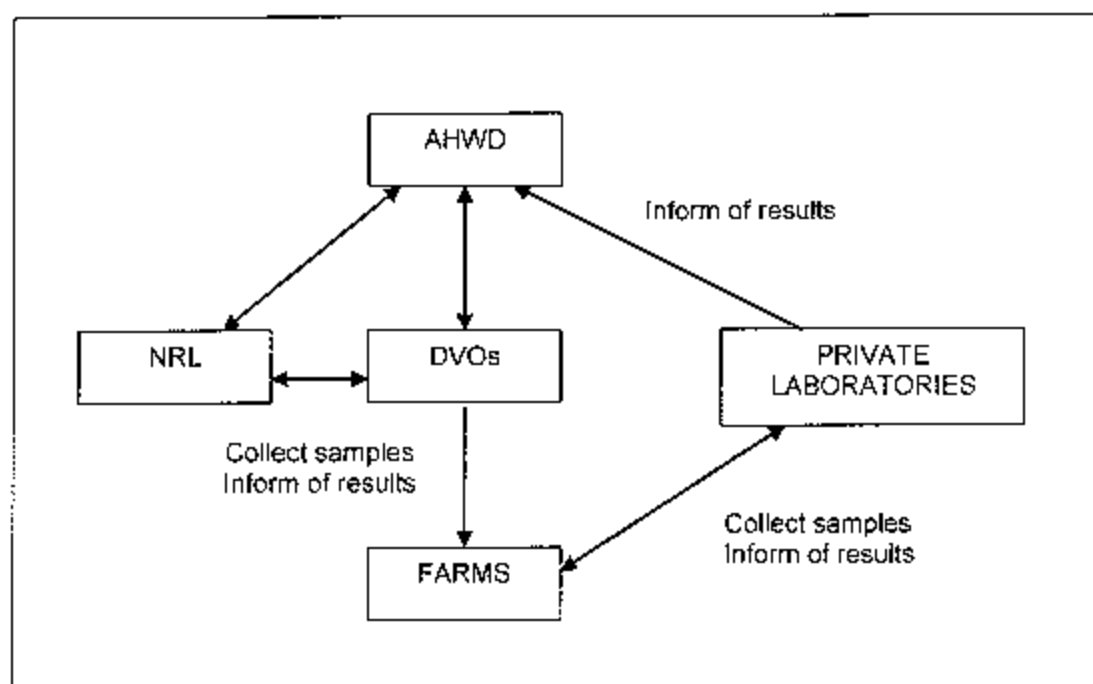 AHWD
Inform of results
NRL
DVOs
PRIVATE
LABORATORIES
Collect samples
Inform of results
Collect samples
Inform of results
FARMS